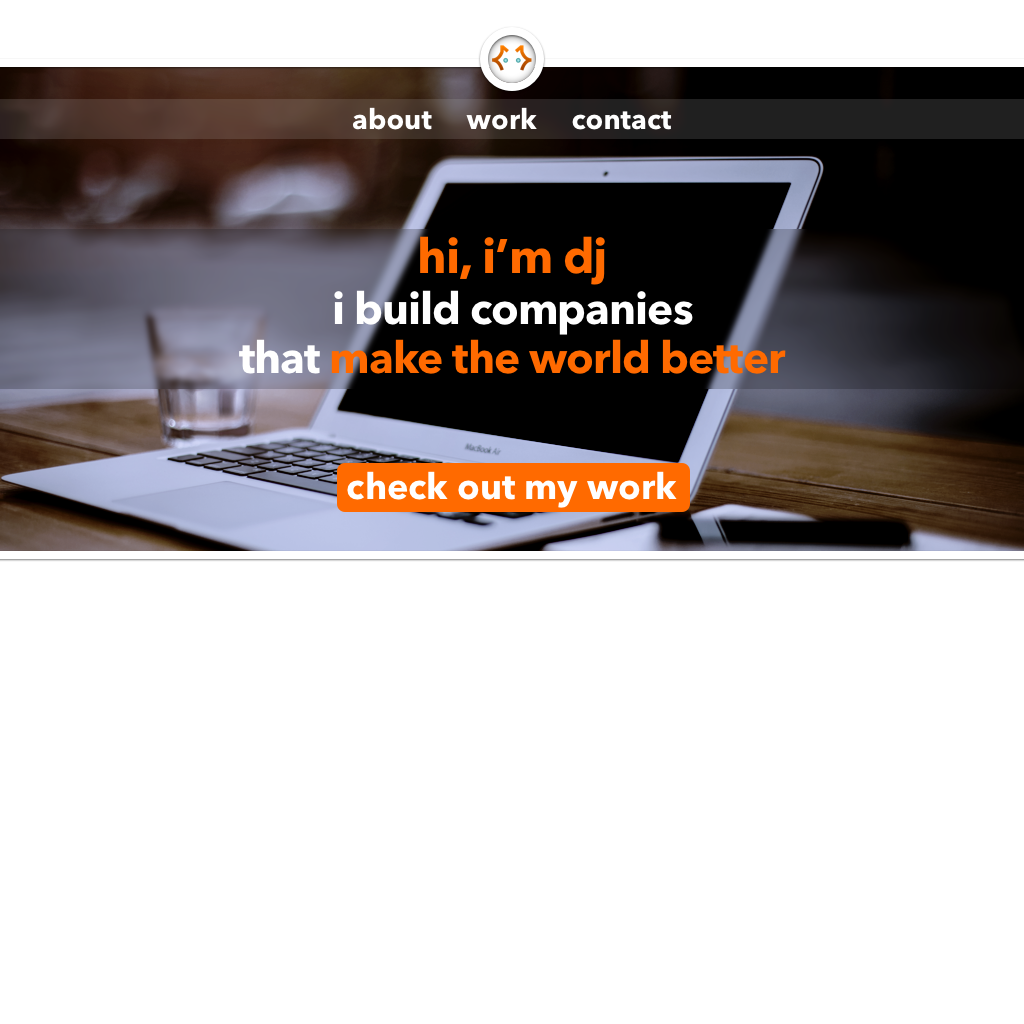 about work contact
hi, i’m dj
i build companies
that make the world better
MacBook Air
check out my work